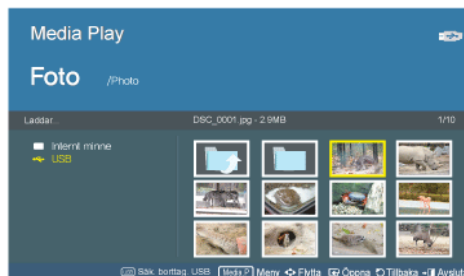 Media Play
Foto /Photo
Laddar.. DSC_0001.jpg - 2.9MB 1/10
Internt minne
USB
Säk. borttag. USB Media.P Meny Flytta Öppna Tillbaka Avsluta